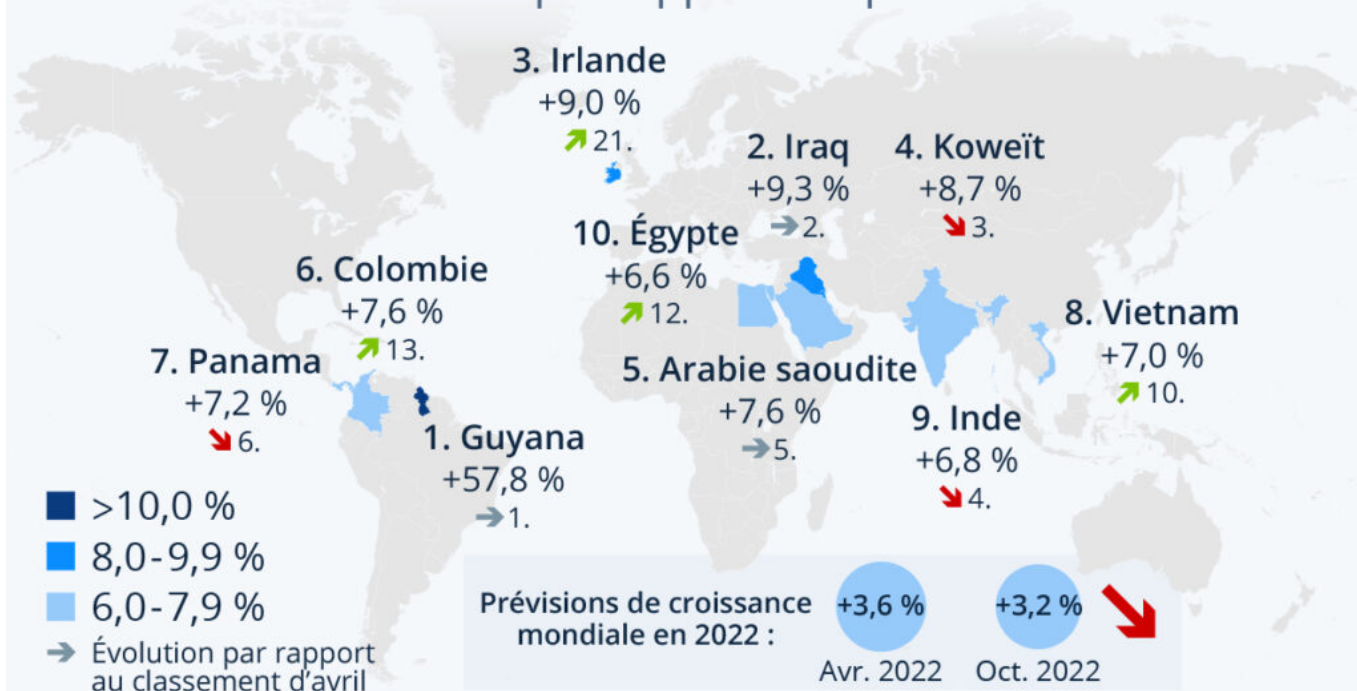 3. Irlande
+9,0 %
21.
2. Iraq
+9,3 %
2.
4. Koweït
+8,7 %
3.
10. Égypte
+6,6 %
12.
6. Colombie
+7,6 %
13.
8. Vietnam
+7,0 %
10.
7. Panama
+7,2 %
6.
5. Arabie saoudite
+7,6 %
5.
9. Inde
+6,8 %
4.
1. Guyana
+57,8 %
1.
>10,0 %
8,0-9,9 %
6,0-7,9 %
Évolution par rapport
au classement d'avril
Prévisions de croissance
mondiale en 2022 :
+3,6 %
Avr. 2022
+3,2 %
Oct. 2022